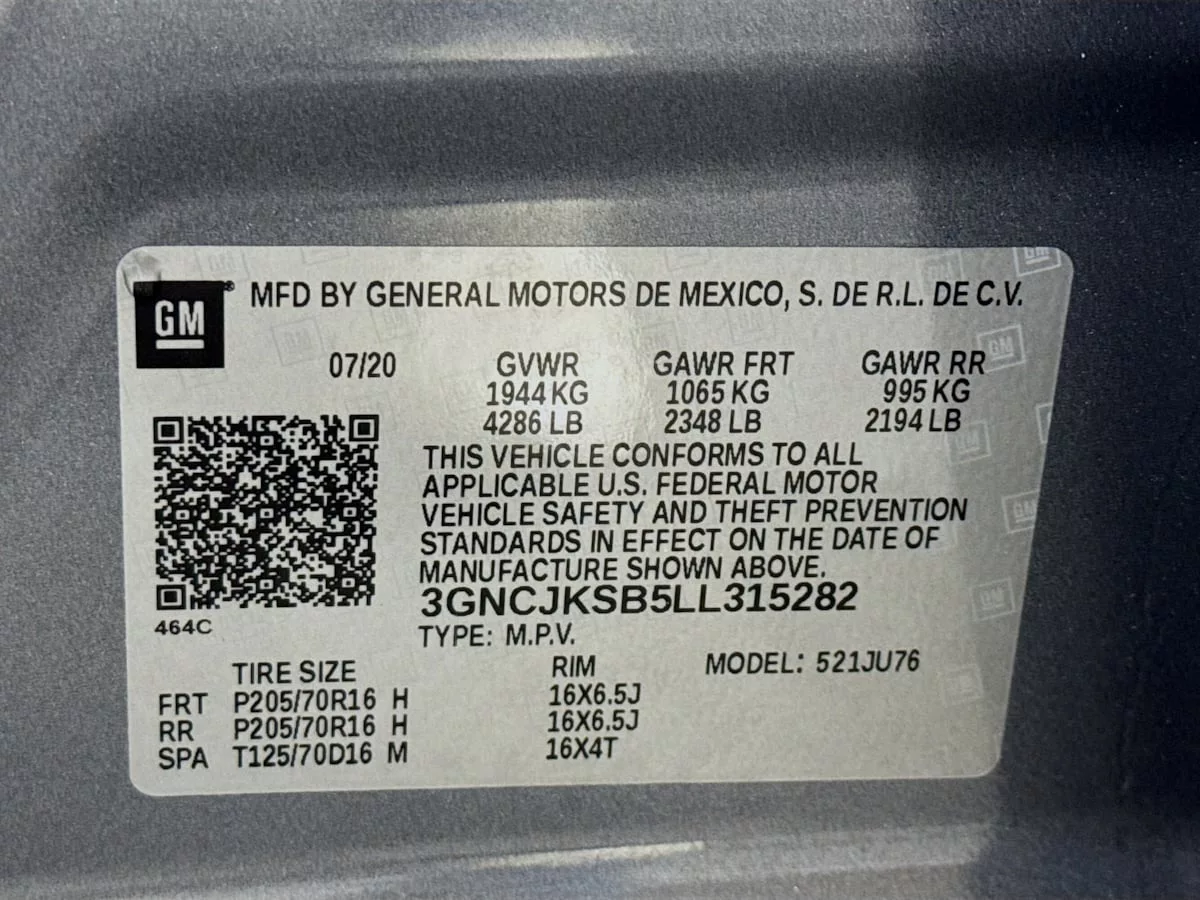 GM® MFD BY GENERAL MOTORS DE MEXICO, S. DE R.L. DE C.V.
07/20 GVWR GAWR FRT GAWR RR
1944 KG 1065 KG 995 KG
4286 LB 2348 LB 2194 LB
THIS VEHICLE CONFORMS TO ALL
APPLICABLE U.S. FEDERAL MOTOR
VEHICLE SAFETY AND THEFT PREVENTION
STANDARDS IN EFFECT ON THE DATE OF
MANUFACTURE SHOWN ABOVE.
3GNCJKSB5LL315282
464C
TYPE: M.P.V.
TIRE SIZE RIM MODEL: 521JU76
FRT P205/70R16 H 16X6.5J
RR P205/70R16 H 16X6.5J
SPA T125/70D16 M 16X4T